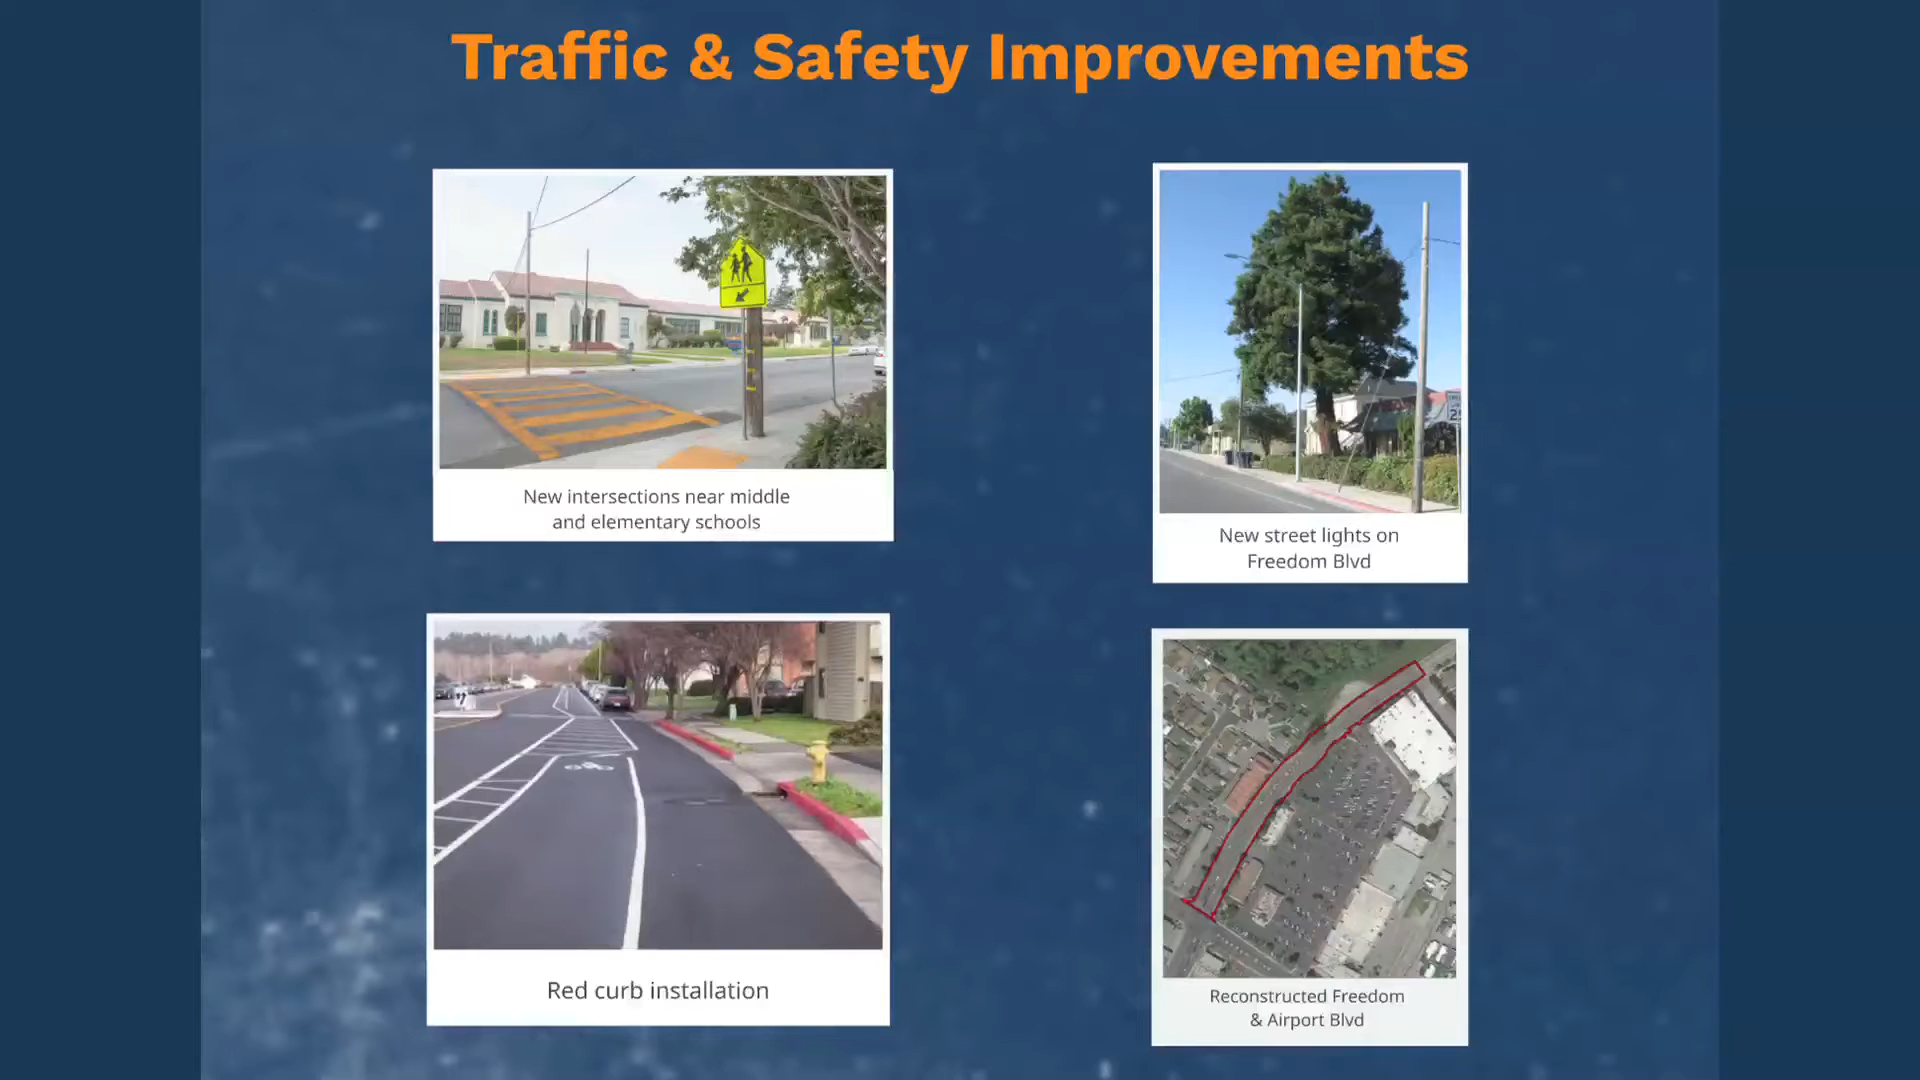 Traffic & Safety Improvements
New intersections near middle
and elementary schools
New street lights on
Freedom Blvd
Red curb installation
Reconstructed Freedom
& Airport Blvd